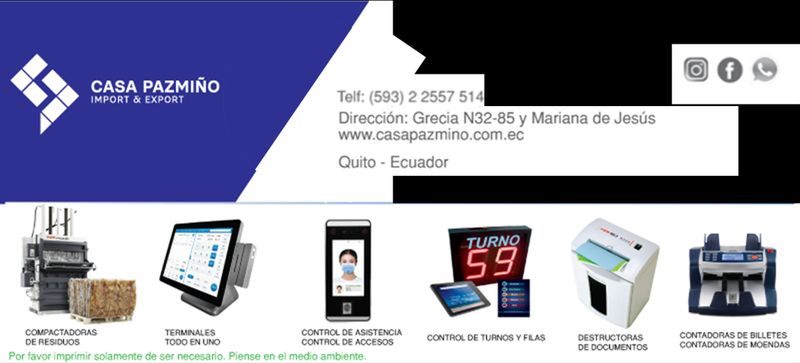 CASA PAZMIÑO
IMPORT & EXPORT
Telf: (593) 2 2557 514
Dirección: Grecia N32-85 y Mariana de Jesús
www.casapazmino.com.ec
Quito - Ecuador
TURNO
59
COMPACTADORAS
DE RESIDUOS
TERMINALES
TODO EN UNO
CONTROL DE ASISTENCIA
CONTROL DE ACCESOS
CONTROL DE TURNOS Y FILAS
DESTRUCTORAS
DE DOCUMENTOS
CONTADORAS DE BILLETES
CONTADORAS DE MOENDAS
Por favor imprimir solamente de ser necesario. Piense en el medio ambiente.